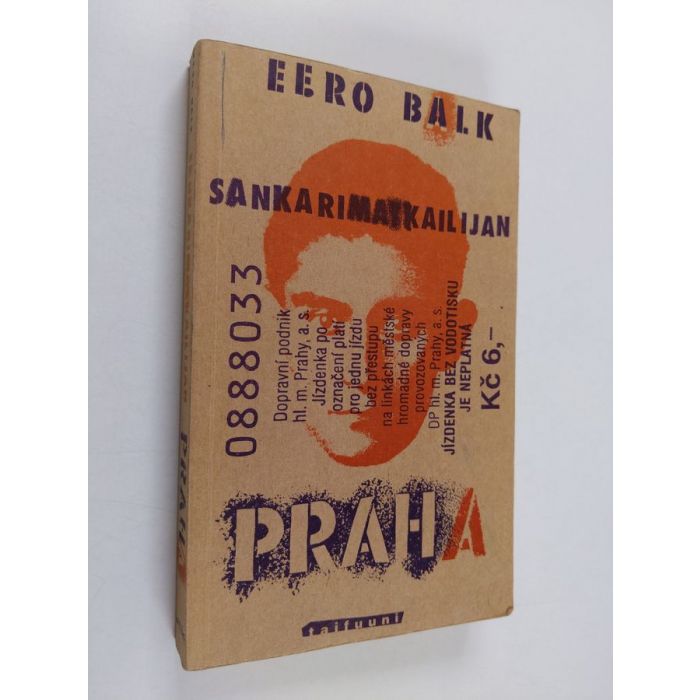 EERO BALK
SANKARIMATKAILIJAN
0888033
Dopravní podnik
hl. m. Prahy, a. s.
Jízdenka po
označení platí
pro jednu jízdu
bez přestupu
na linkách městské
hromadné dopravy
provozovaných
DP hl. m. Prahy, a. s.
JÍZDENKA BEZ VODOTISKU
JE NEPLATNÁ
Kč 6,-
PRAHA
taifuuni
PRAHA